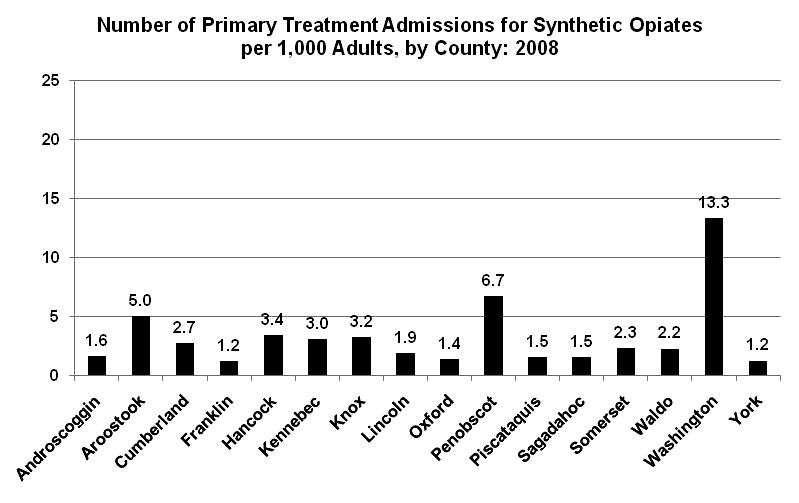 Number of Primary Treatment Admissions for Synthetic Opiates
per 1,000 Adults, by County: 2008
25
20
15
10
5
0
1.6
5.0
2.7
1.2
3.4
3.0
3.2
1.9
1.4
6.7
1.5
1.5
2.3
2.2
13.3
1.2
Androscoggin
Aroostook
Cumberland
Franklin
Hancock
Kennebec
Knox
Lincoln
Oxford
Penobscot
Piscataquis
Sagadahoc
Somerset
Waldo
Washington
York